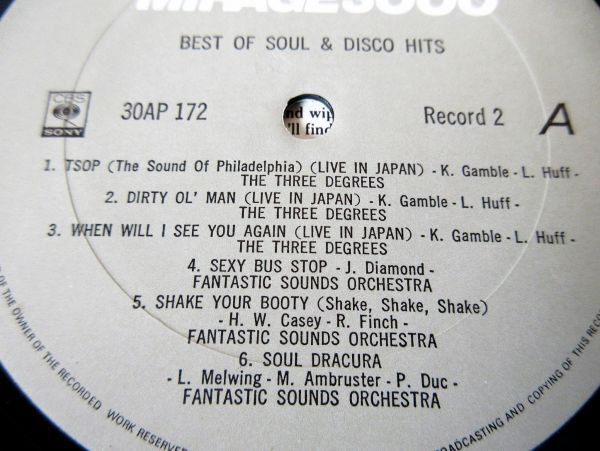 BEST OF SOUL & DISCO HITS
CBS
SONY
30AP 172
nd wip
'll find
Record 2
A
1. TSOP (The Sound Of Philadelphia) (LIVE IN JAPAN) - K. Gamble - L. Huff -
THE THREE DEGREES
2. DIRTY OL' MAN (LIVE IN JAPAN) - K. Gamble - L. Huff -
THE THREE DEGREES
3. WHEN WILL I SEE YOU AGAIN (LIVE IN JAPAN) - K. Gamble - L. Huff -
THE THREE DEGREES
4. SEXY BUS STOP - J. Diamond -
FANTASTIC SOUNDS ORCHESTRA
5. SHAKE YOUR BOOTY (Shake, Shake, Shake)
- H. W. Casey - R. Finch -
FANTASTIC SOUNDS ORCHESTRA
6. SOUL DRACURA
- L. Melwing - M. Ambruster - P. Duc -
FANTASTIC SOUNDS ORCHESTRA
OF THE OWNER OF THE RECORDED WORK RESERVED
BROADCASTING AND COPYING OF THIS